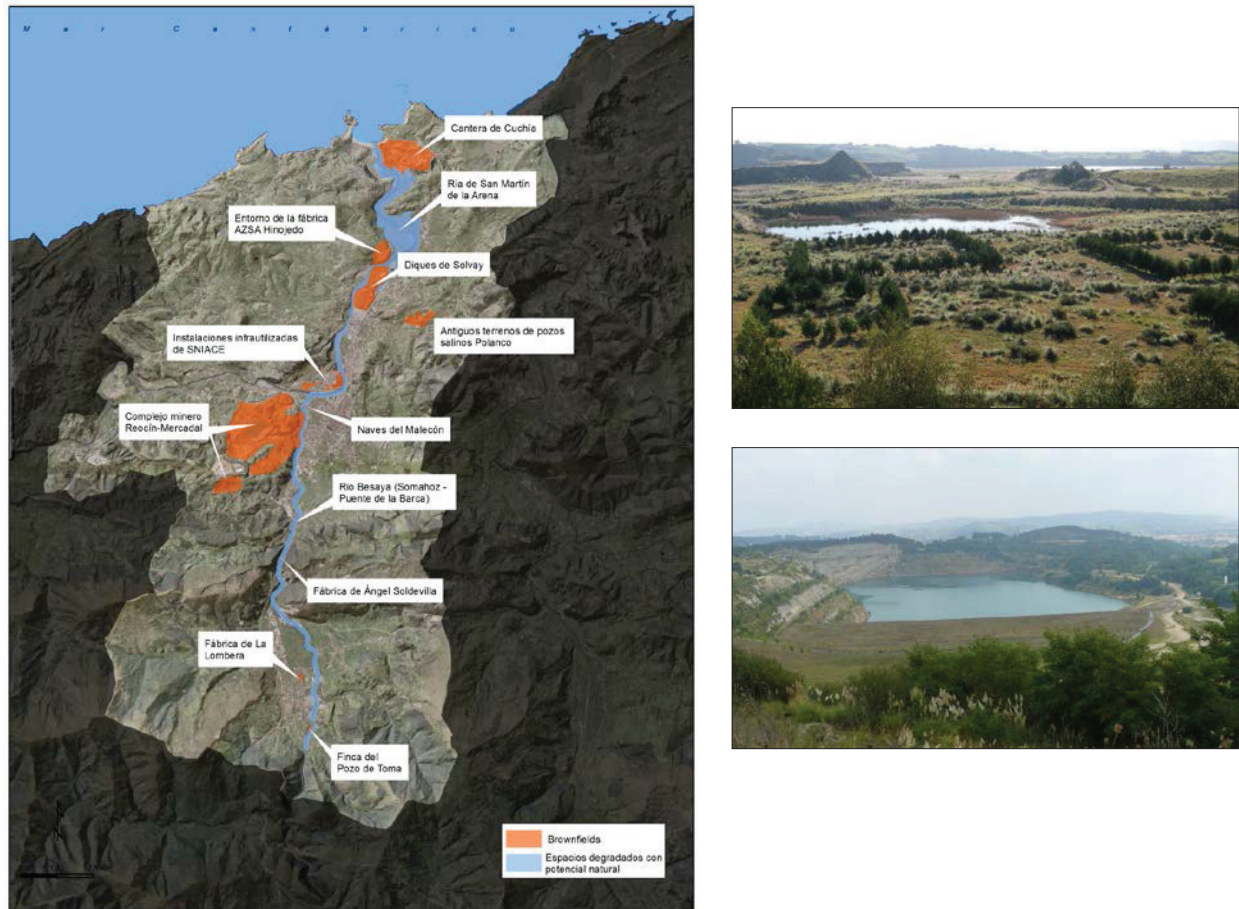 Mar Cantábrico
Cantera de Cuchía
Ría de San Martín
de la Arena
Entorno de la fábrica
AZSA Hinojedo
Diques de Solvay
Antiguos terrenos de pozos
salinos Polanco
Instalaciones infrautilizadas
de SNIACE
Complejo minero
Reocín-Mercadal
Naves del Malecón
Río Besaya (Somahoz -
Puente de la Barca)
Fábrica de Ángel Soldevilla
Fábrica de La
Lombera
Finca del
Pozo de Toma
Brownfields
Espacios degradados con
potencial natural